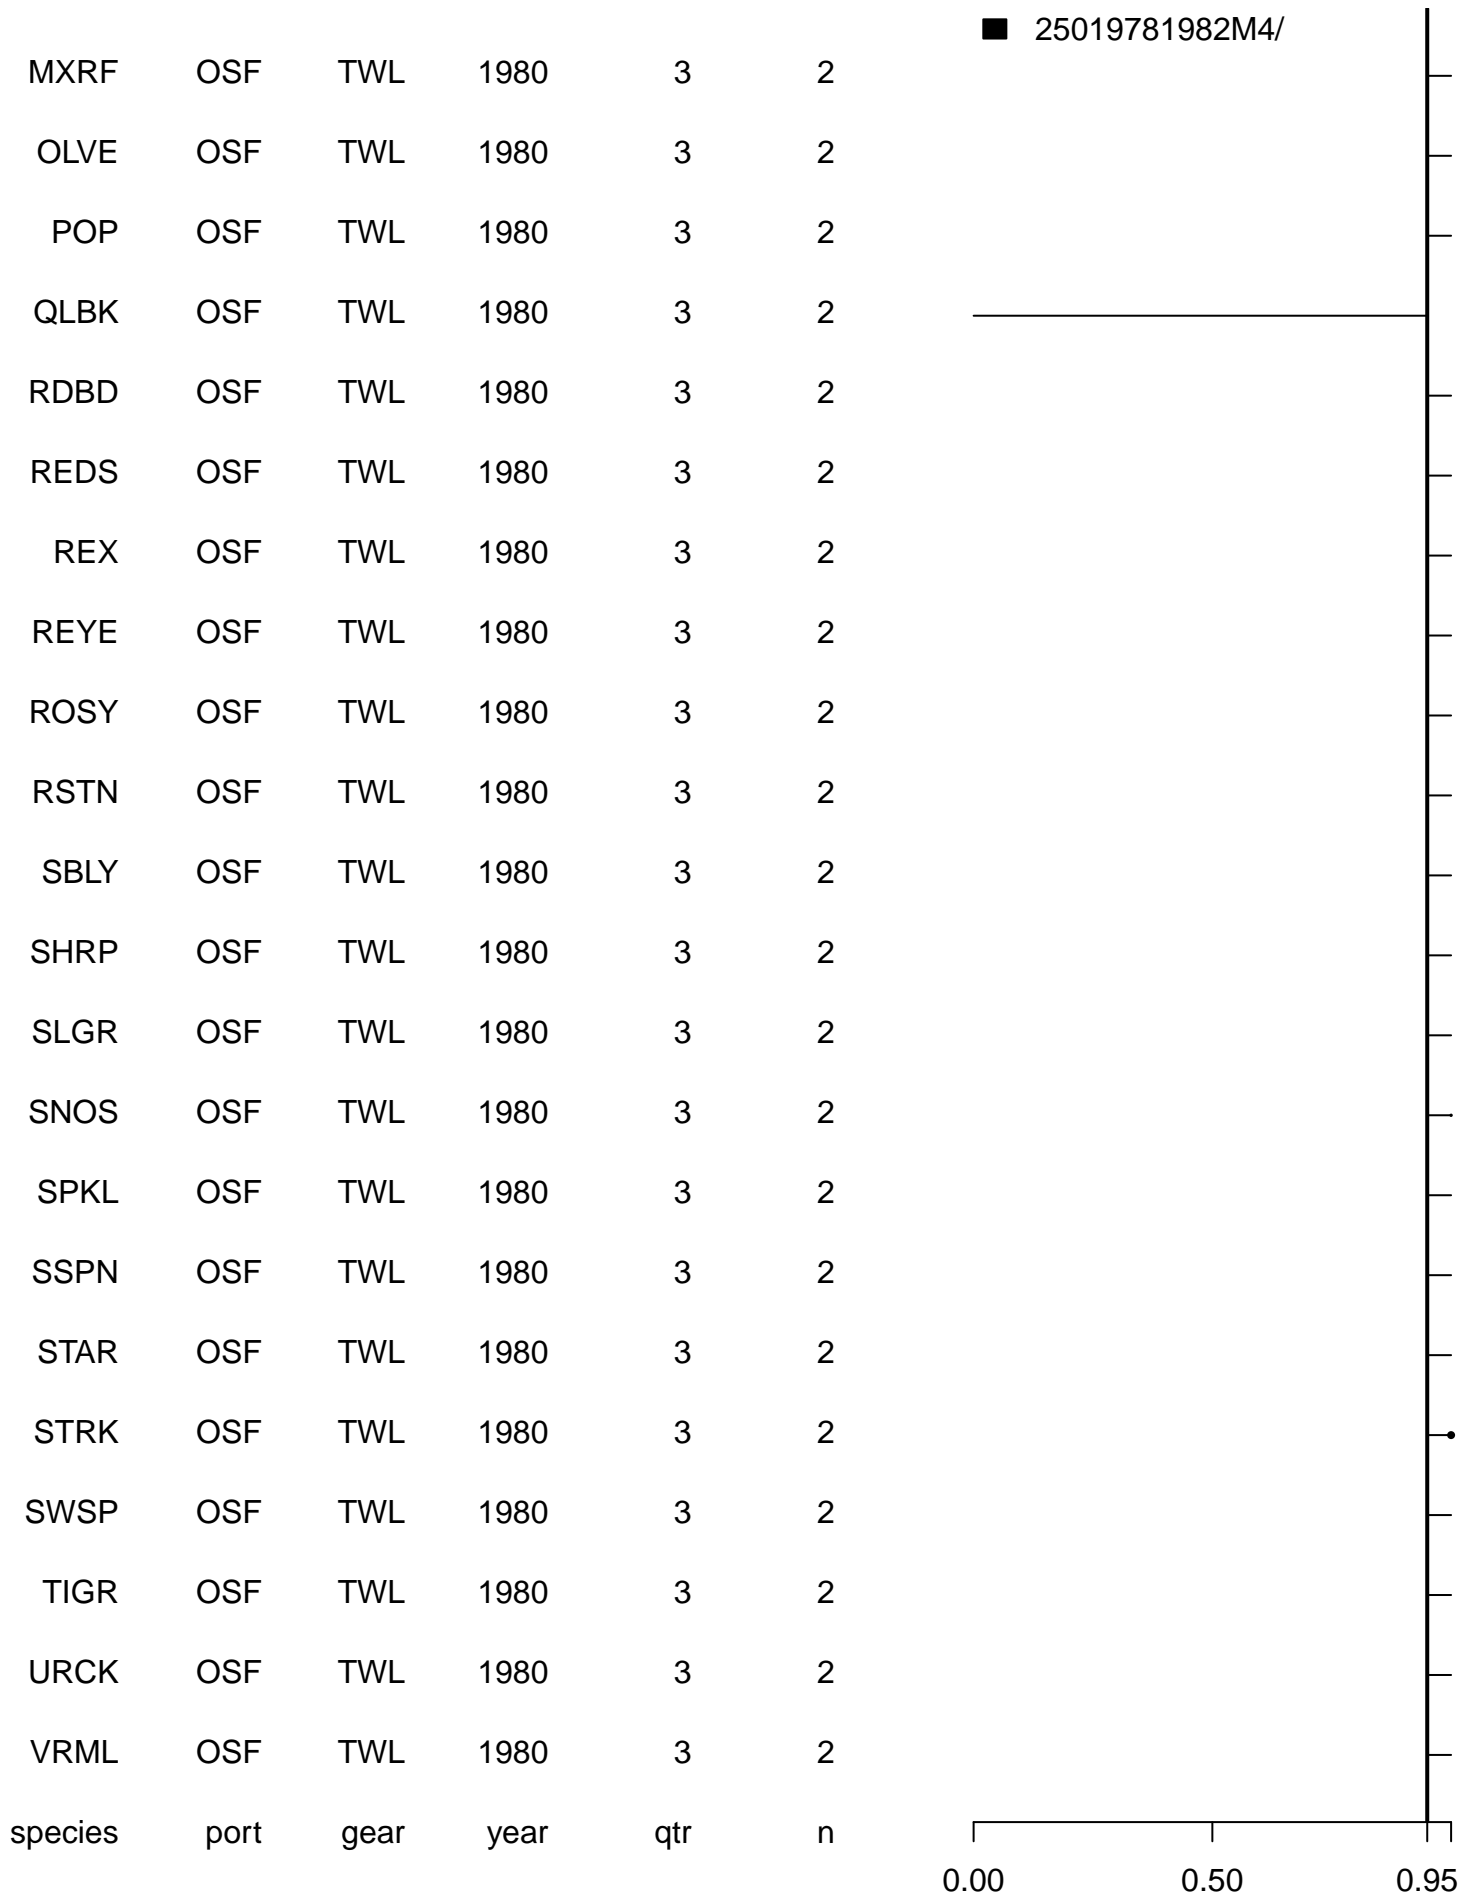 25019781982M4/
MXRF OSF TWL 1980 3 2
OLVE OSF TWL 1980 3 2
POP OSF TWL 1980 3 2
QLBK OSF TWL 1980 3 2
RDBD OSF TWL 1980 3 2
REDS OSF TWL 1980 3 2
REX OSF TWL 1980 3 2
REYE OSF TWL 1980 3 2
ROSY OSF TWL 1980 3 2
RSTN OSF TWL 1980 3 2
SBLY OSF TWL 1980 3 2
SHRP OSF TWL 1980 3 2
SLGR OSF TWL 1980 3 2
SNOS OSF TWL 1980 3 2
SPKL OSF TWL 1980 3 2
SSPN OSF TWL 1980 3 2
STAR OSF TWL 1980 3 2
STRK OSF TWL 1980 3 2
SWSP OSF TWL 1980 3 2
TIGR OSF TWL 1980 3 2
URCK OSF TWL 1980 3 2
VRML OSF TWL 1980 3 2
species port gear year qtr n
0.00 0.50 0.95